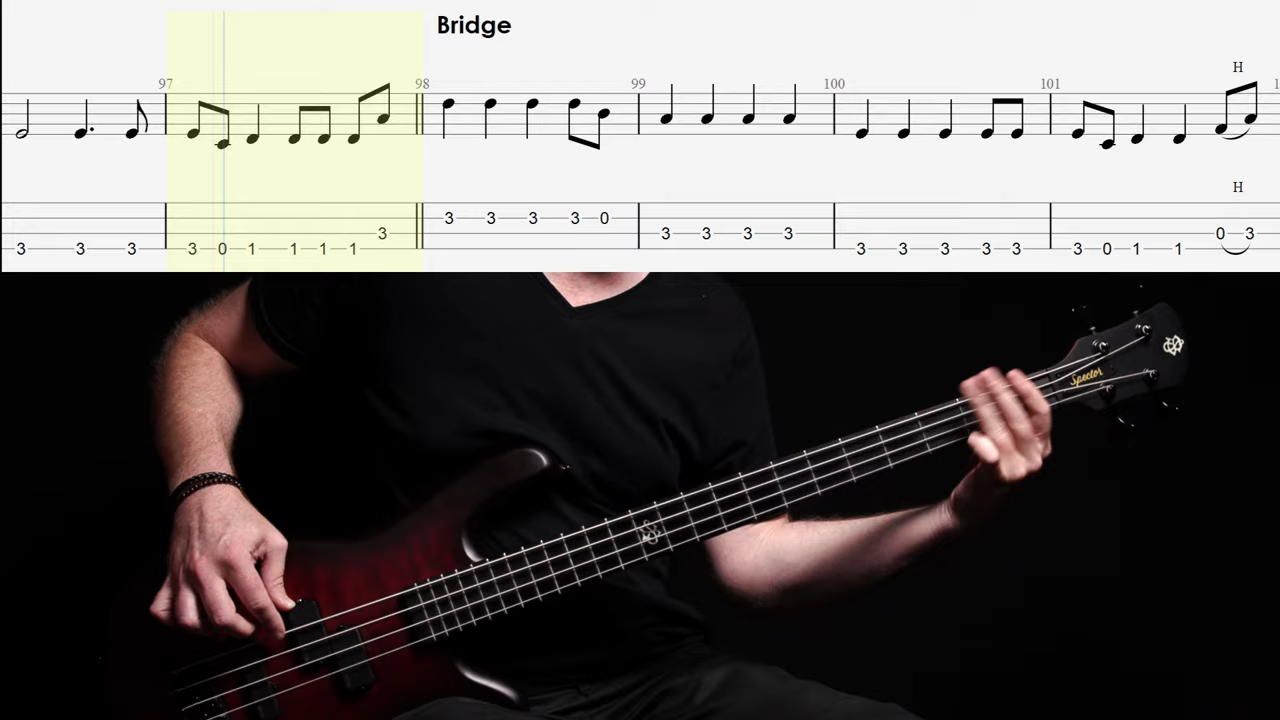 Bridge
97 98 99 100 101 1
H
H
3 3 3 3 0
3 3 3 3 3 0 3
3 3 3 3 0 1 1 1 1 3 3 3 3 3 3 0 1 1
Spector